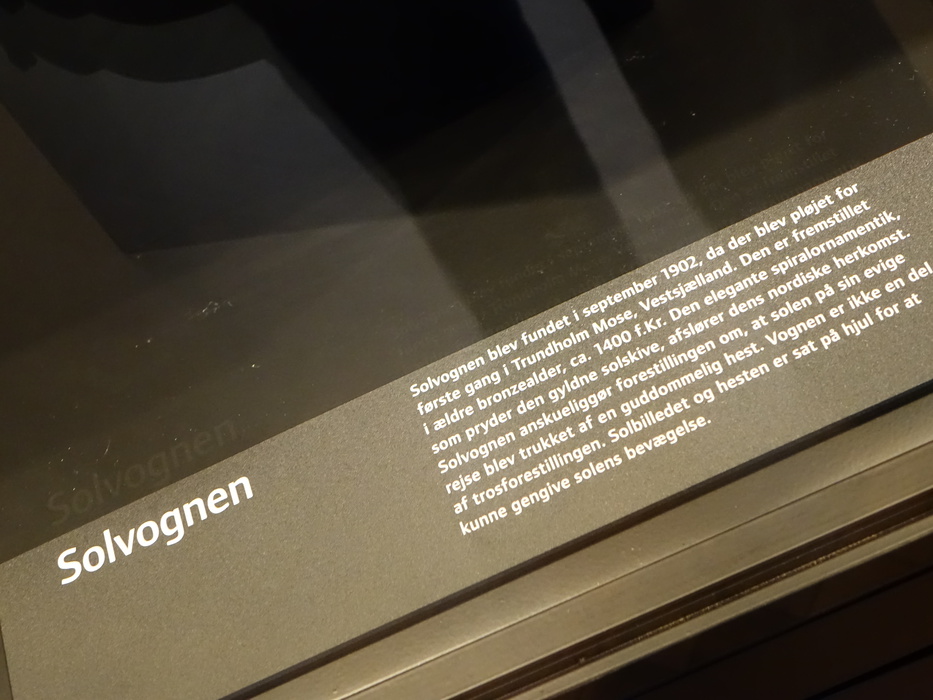 Solvognen
Solvognen blev fundet i september 1902, da der blev pløjet for
første gang i Trundholm Mose, Vestsjælland. Den er fremstillet
i ældre bronzealder, ca. 1400 f.Kr. Den elegante spiralornamentik,
som pryder den gyldne solskive, afslører dens nordiske herkomst.
Solvognen anskueliggør forestillingen om, at solen på sin evige
rejse blev trukket af en guddommelig hest. Vognen er ikke en del
af trosforestillingen. Solbilledet og hesten er sat på hjul for at
kunne gengive solens bevægelse.